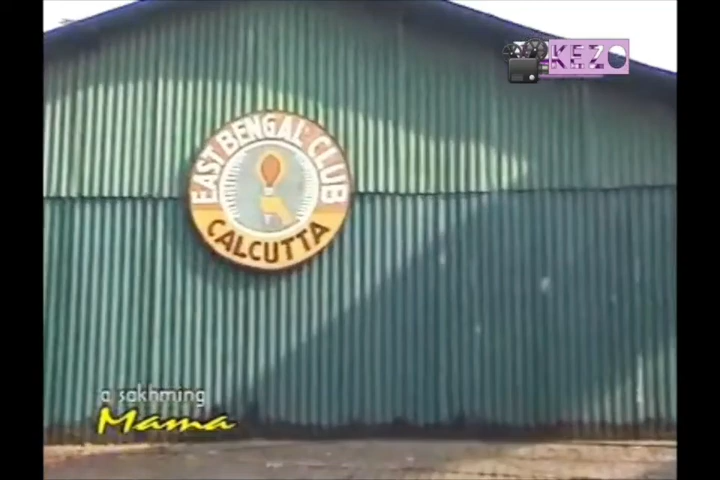 KEZO
EAST BENGAL CLUB
CALCUTTA
a sakhming
Mama